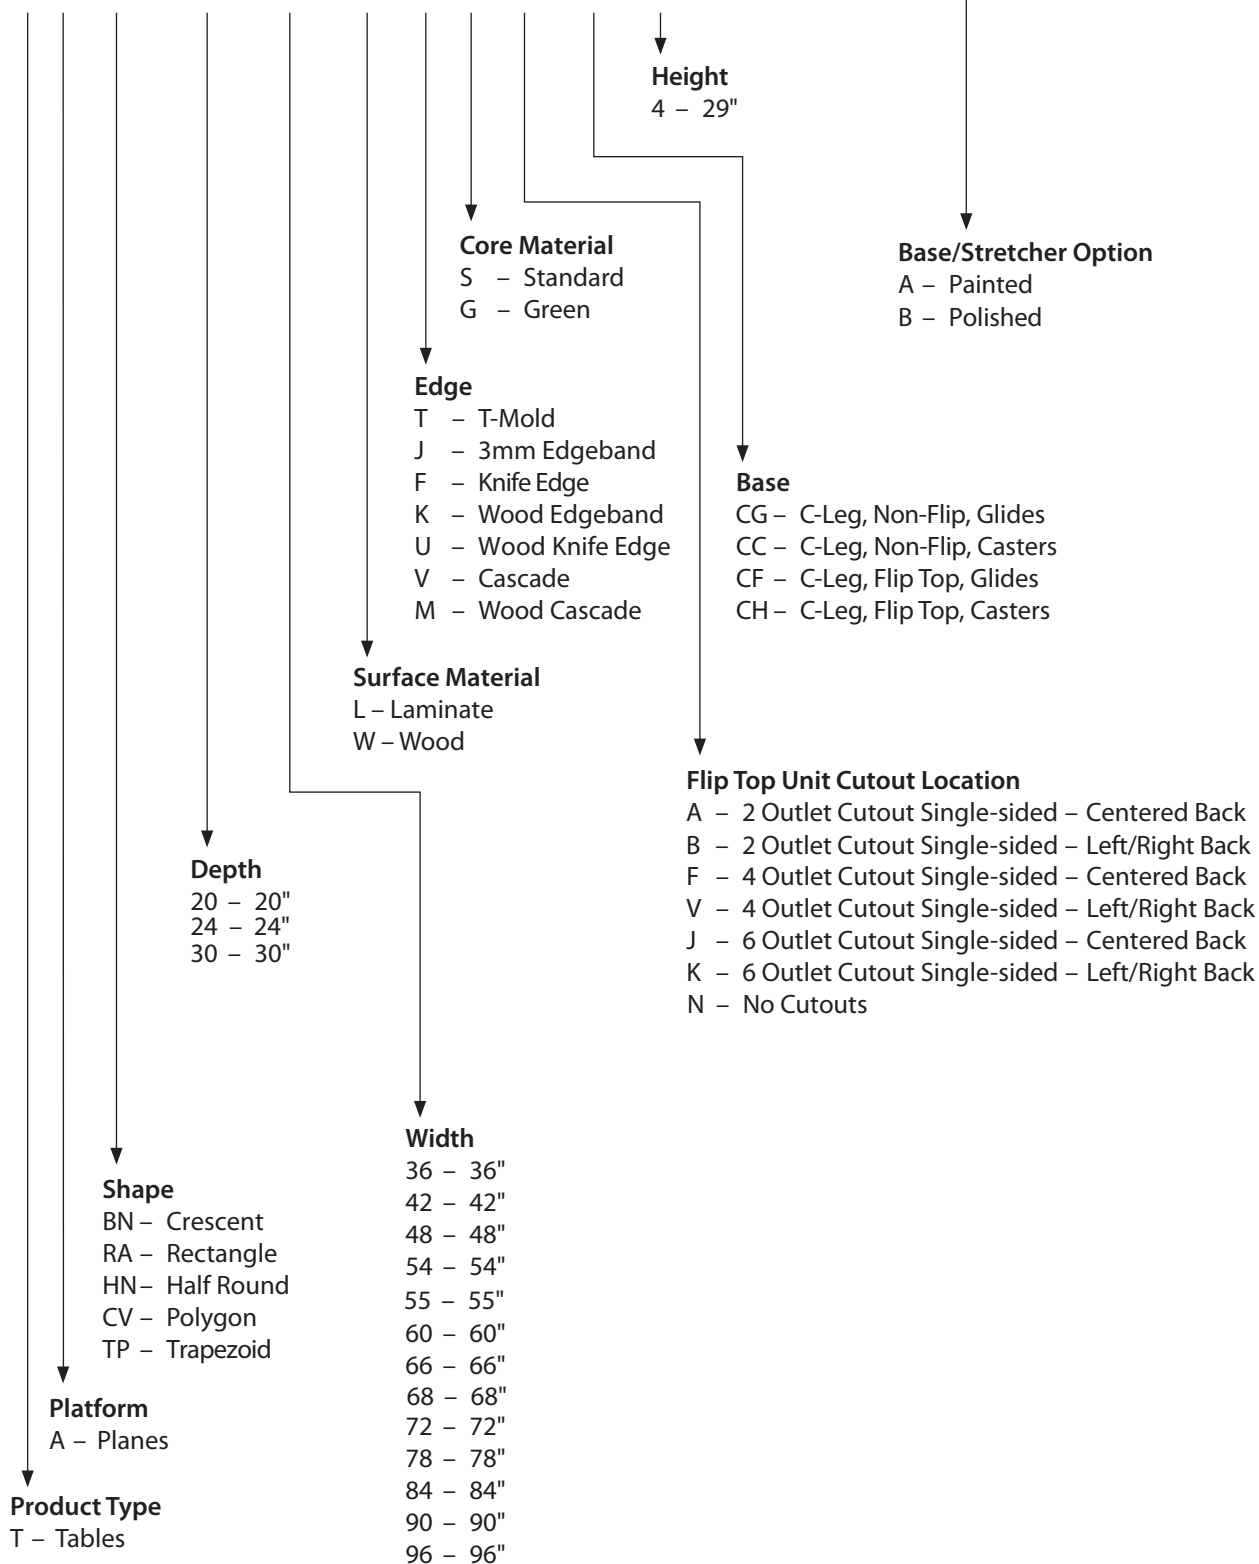 Height
4 – 29"
Core Material
S – Standard
G – Green
Base/Stretcher Option
A – Painted
B – Polished
Edge
T – T-Mold
J – 3mm Edgeband
F – Knife Edge
K – Wood Edgeband
U – Wood Knife Edge
V – Cascade
M – Wood Cascade
Base
CG – C-Leg, Non-Flip, Glides
CC – C-Leg, Non-Flip, Casters
CF – C-Leg, Flip Top, Glides
CH – C-Leg, Flip Top, Casters
Surface Material
L – Laminate
W – Wood
Flip Top Unit Cutout Location
A – 2 Outlet Cutout Single-sided – Centered Back
B – 2 Outlet Cutout Single-sided – Left/Right Back
F – 4 Outlet Cutout Single-sided – Centered Back
V – 4 Outlet Cutout Single-sided – Left/Right Back
J – 6 Outlet Cutout Single-sided – Centered Back
K – 6 Outlet Cutout Single-sided – Left/Right Back
N – No Cutouts
Depth
20 – 20"
24 – 24"
30 – 30"
Width
36 – 36"
42 – 42"
48 – 48"
54 – 54"
55 – 55"
60 – 60"
66 – 66"
68 – 68"
72 – 72"
78 – 78"
84 – 84"
90 – 90"
96 – 96"
Shape
BN – Crescent
RA – Rectangle
HN – Half Round
CV – Polygon
TP – Trapezoid
Platform
A – Planes
Product Type
T – Tables